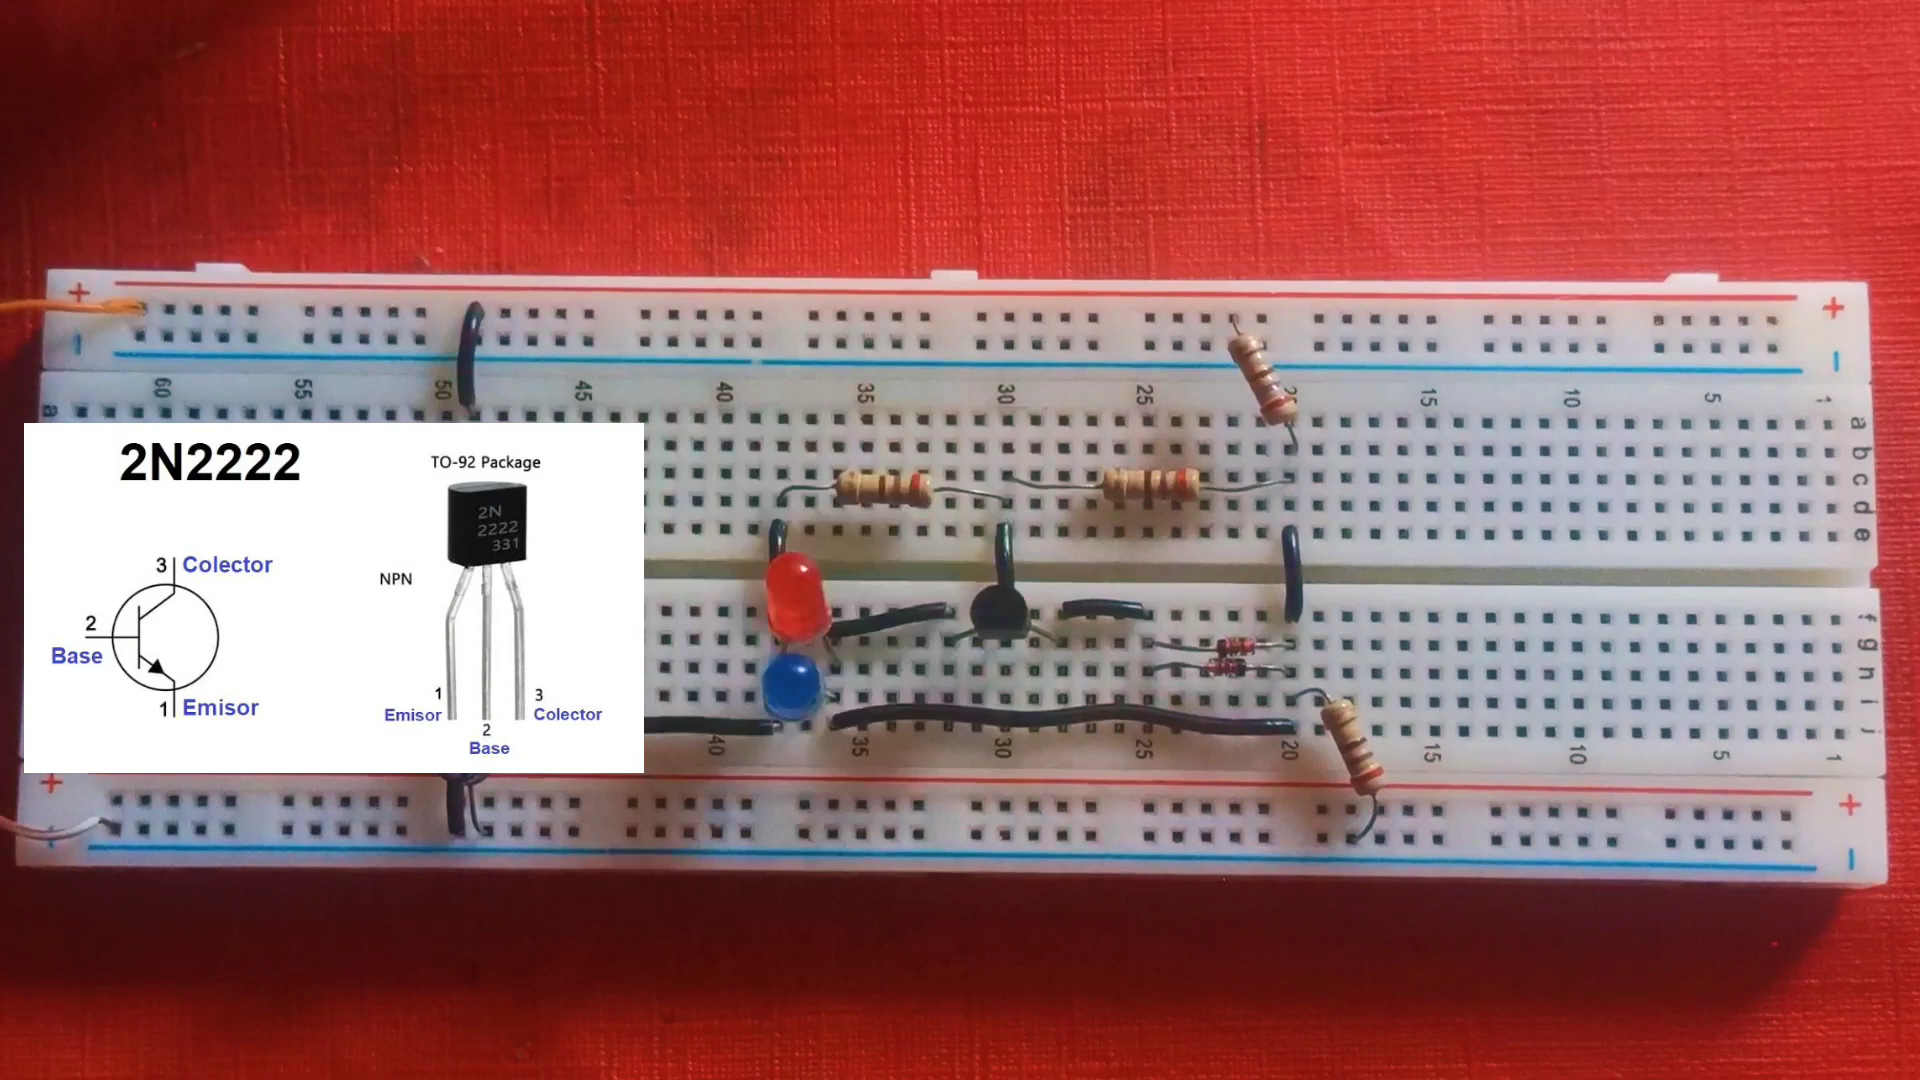 +
+
60 55 50 45 40 35 30 25 20 15 10 5 1
a
a
b
c
d
e
2N2222
TO-92 Package
2N
2222
331
NPN
3 Colector
2
Base
1 Emisor
1
Emisor
2
Base
3
Colector
f
g
h
i
j
40 35 30 25 20 15 10 5 1
+
+